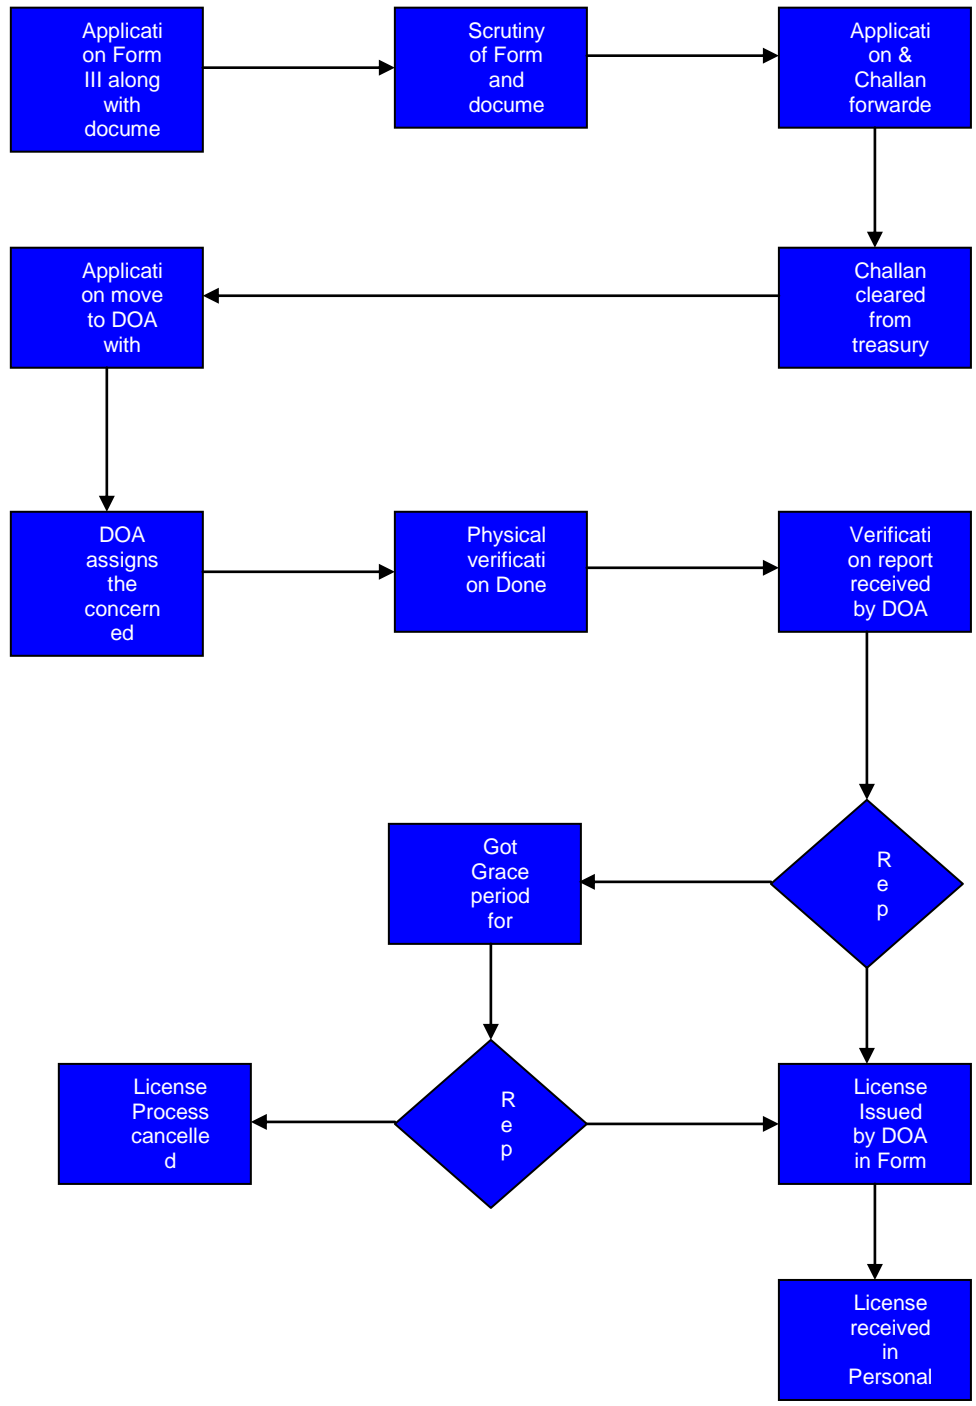 Applicati
on Form
III along
with
docume
Scrutiny
of Form
and
docume
Applicati
on &
Challan
forwarde
Applicati
on move
to DOA
with
Challan
cleared
from
treasury
DOA
assigns
the
concern
ed
Physical
verificati
on Done
Verificati
on report
received
by DOA
Got
Grace
period
for
R
e
p
License
Process
cancelle
d
R
e
p
License
Issued
by DOA
in Form
License
received
in
Personal